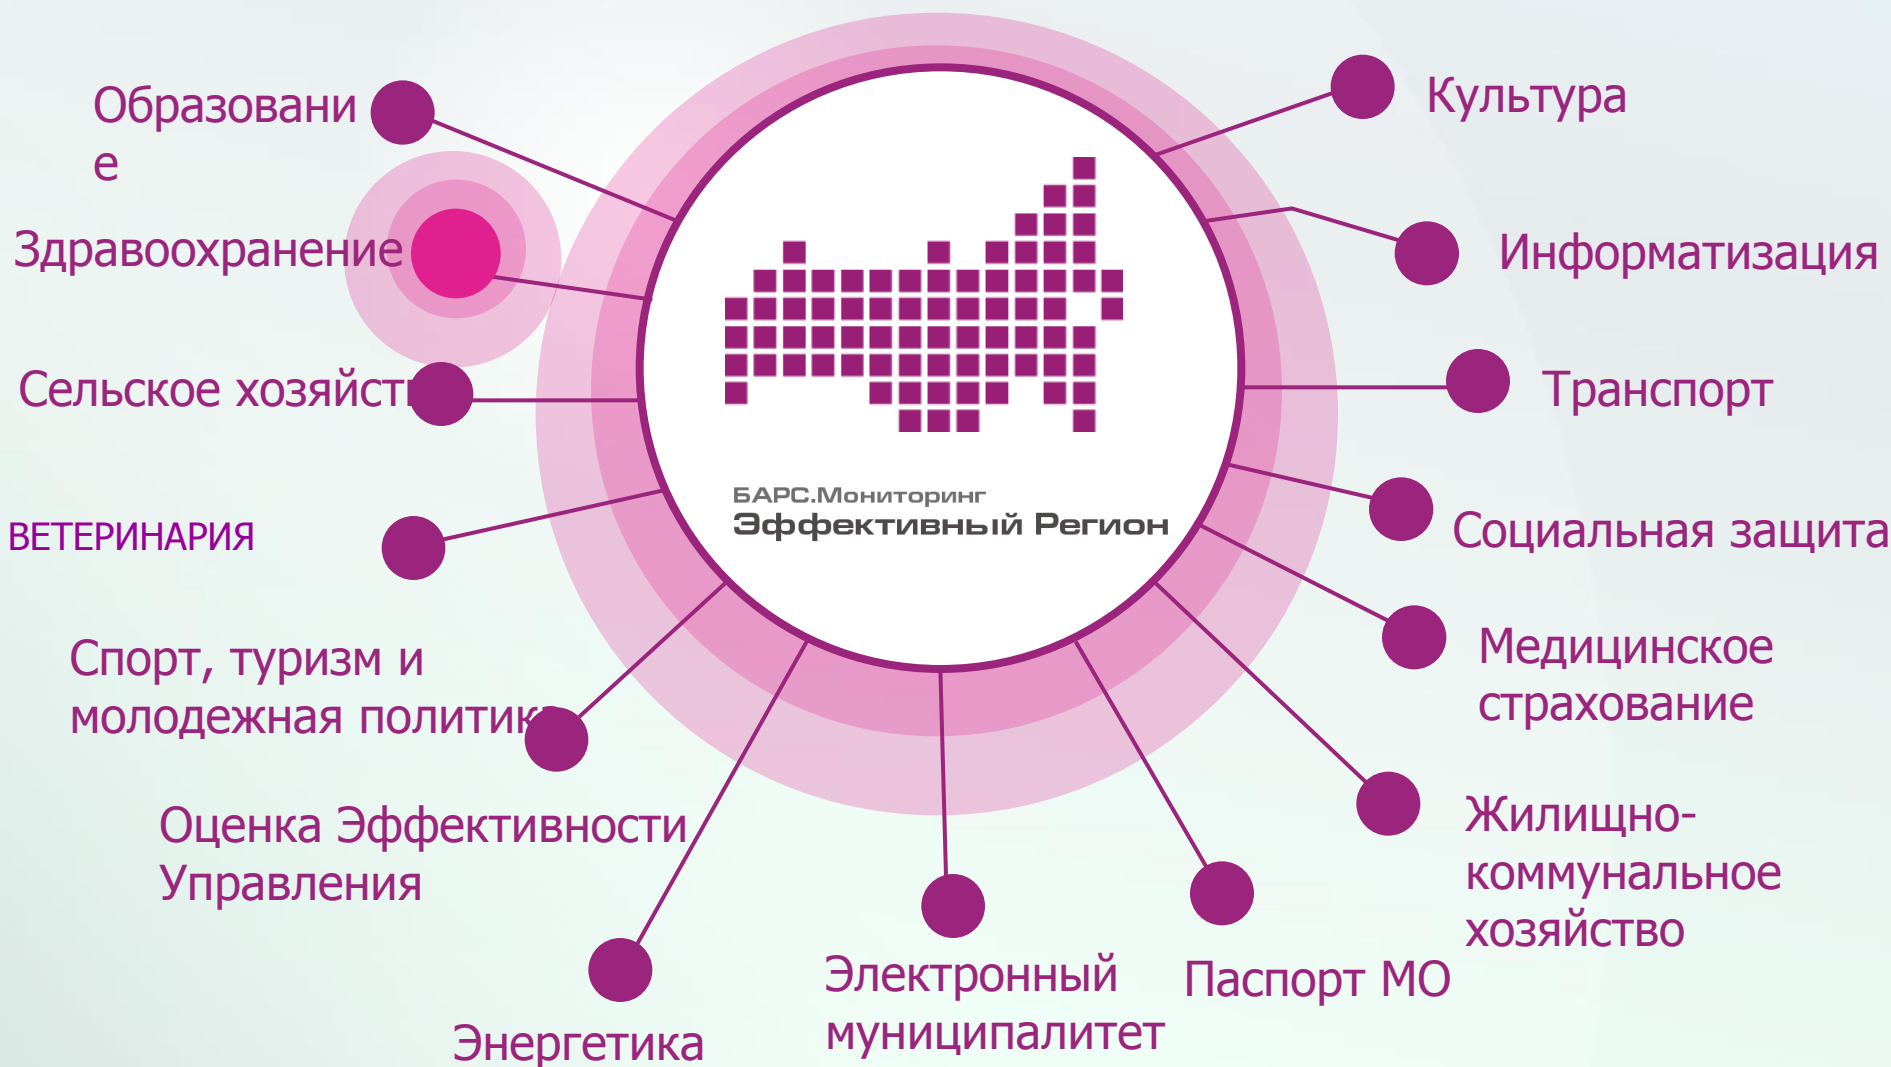 Образовани
е
Здравоохранение
Сельское хозяйст
ВЕТЕРИНАРИЯ
Спорт, туризм и
молодежная политика
Оценка Эффективности
Управления
Энергетика
БАРС.Мониторинг
Эффективный Регион
Электронный
муниципалитет
Паспорт МО
Культура
Информатизация
Транспорт
Социальная защита
Медицинское
страхование
Жилищно-
коммунальное
хозяйство